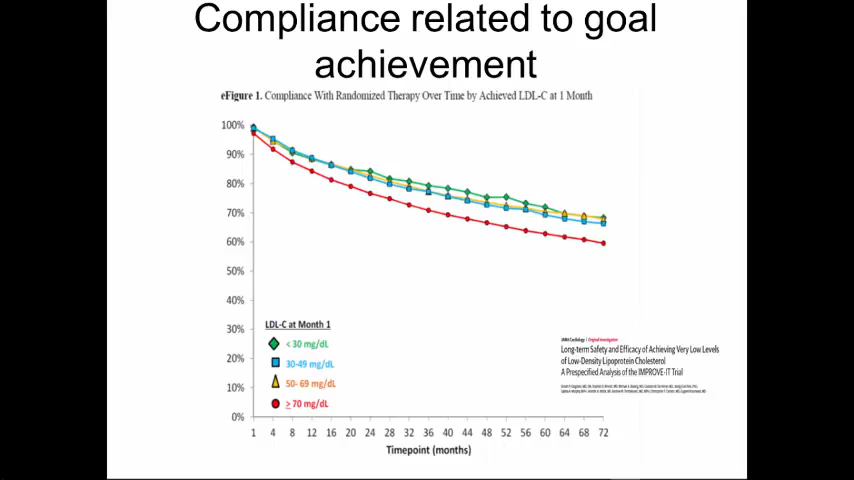 Compliance related to goal
achievement
eFigure 1. Compliance With Randomized Therapy Over Time by Achieved LDL-C at 1 Month
100%
90%
80%
70%
60%
50%
40%
30%
20%
10%
0%
LDL-C at Month 1
< 30 mg/dL
30-49 mg/dL
50- 69 mg/dL
≥ 70 mg/dL
1 4 8 12 16 20 24 28 32 36 40 44 48 52 56 60 64 68 72
Timepoint (months)
JAMA Cardiology | Original Investigation
Long-term Safety and Efficacy of Achieving Very Low Levels
of Low-Density Lipoprotein Cholesterol
A Prespecified Analysis of the IMPROVE-IT Trial